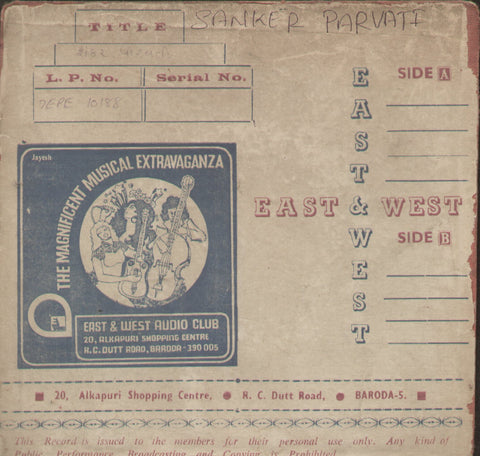 TITLE
SANKER PARVATI
L. P. No.
Serial No.
7EPE 10188
EAST & WEST
SIDE A
EAST & WEST
SIDE B
Jayesh
THE MAGNIFICENT MUSICAL EXTRAVAGANZA
EAST & WEST AUDIO CLUB
20, ALKAPURI SHOPPING CENTRE
R. C. DUTT ROAD, BARODA - 390 005
■ 20, Alkapuri Shopping Centre, ● R. C. Dutt Road, ● BARODA-5. ■
This Record is issued to the members for their personal use only. Any kind of
Public Performance, Broadcasting and Copying is Prohibited